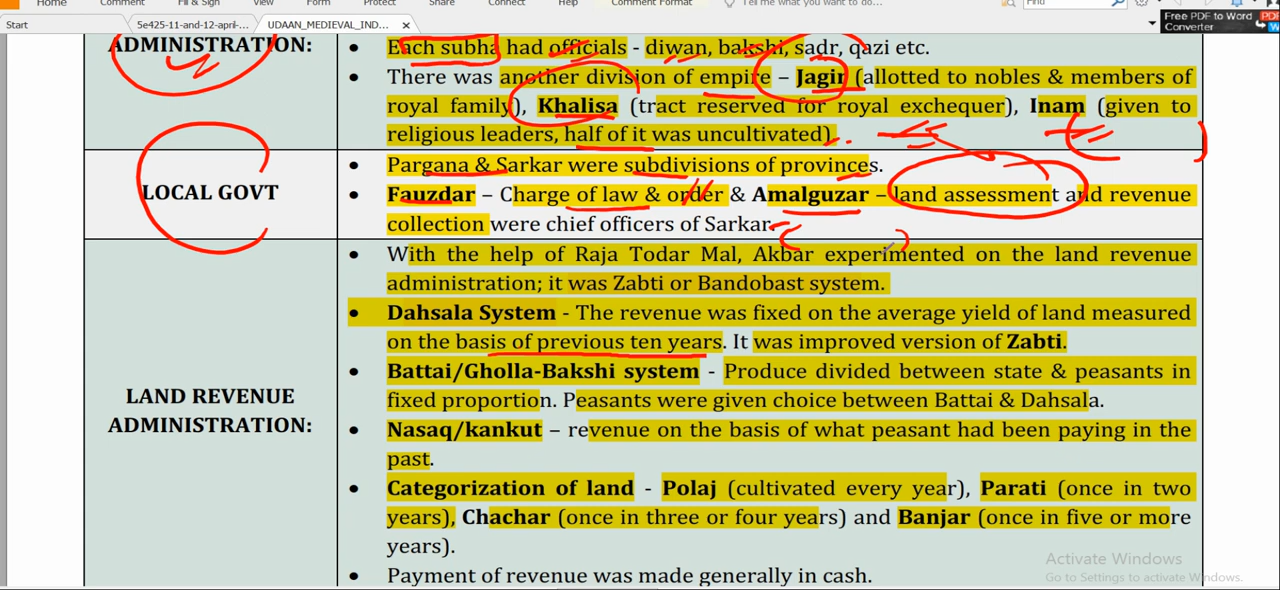 Home
Comment
Fill & Sign
View
Form
Protect
Share
Connect
Help
Comment Format
Tell me what you want to do...
Find
Start
5e425-11-and-12-april-...
UDAAN_MEDIEVAL_IND...
Free PDF to Word
Converter
ADMINISTRATION:
• Each subha had officials - diwan, bakshi, sadr, qazi etc.
• There was another division of empire – Jagir (allotted to nobles & members of
royal family), Khalisa (tract reserved for royal exchequer), Inam (given to
religious leaders, half of it was uncultivated).
LOCAL GOVT
• Pargana & Sarkar were subdivisions of provinces.
• Fauzdar – Charge of law & order & Amalguzar – land assessment and revenue
collection were chief officers of Sarkar.
LAND REVENUE
ADMINISTRATION:
• With the help of Raja Todar Mal, Akbar experimented on the land revenue
administration; it was Zabti or Bandobast system.
• Dahsala System - The revenue was fixed on the average yield of land measured
on the basis of previous ten years. It was improved version of Zabti.
• Battai/Gholla-Bakshi system - Produce divided between state & peasants in
fixed proportion. Peasants were given choice between Battai & Dahsala.
• Nasaq/kankut – revenue on the basis of what peasant had been paying in the
past.
• Categorization of land - Polaj (cultivated every year), Parati (once in two
years), Chachar (once in three or four years) and Banjar (once in five or more
years).
• Payment of revenue was made generally in cash.
Activate Windows
Go to Settings to activate Windows.